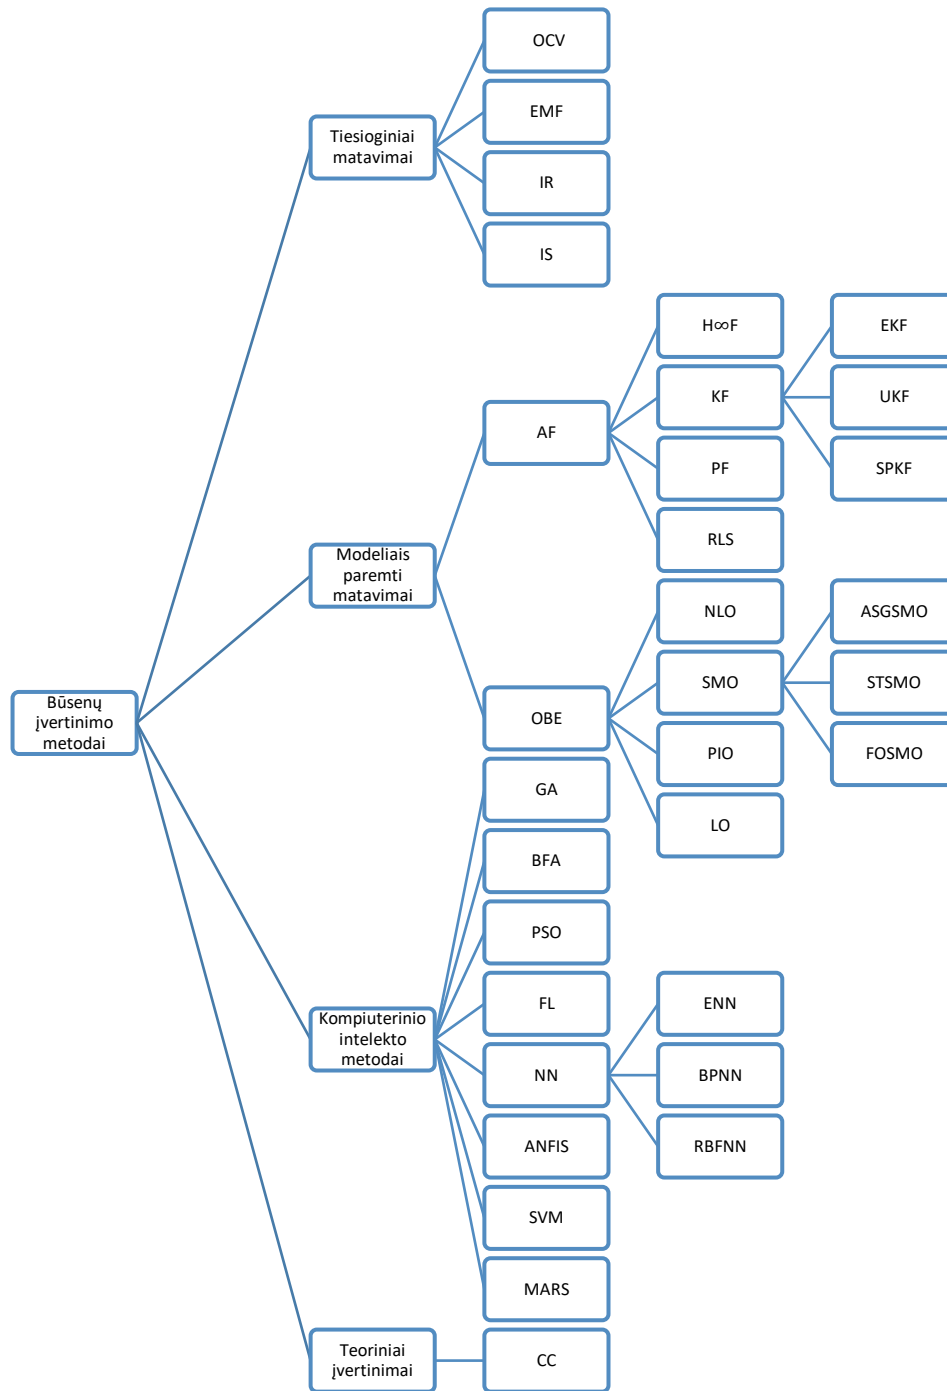 Būsenų
įvertinimo
metodai
Tiesioginiai
matavimai
OCV
EMF
IR
IS
Modeliais
paremti
matavimai
AF
H∞F
KF
EKF
UKF
SPKF
PF
RLS
OBE
NLO
SMO
ASGSMO
STSMO
FOSMO
PIO
LO
Kompiuterinio
intelekto
metodai
GA
BFA
PSO
FL
NN
ENN
BPNN
RBFNN
ANFIS
SVM
MARS
Teoriniai
įvertinimai
CC